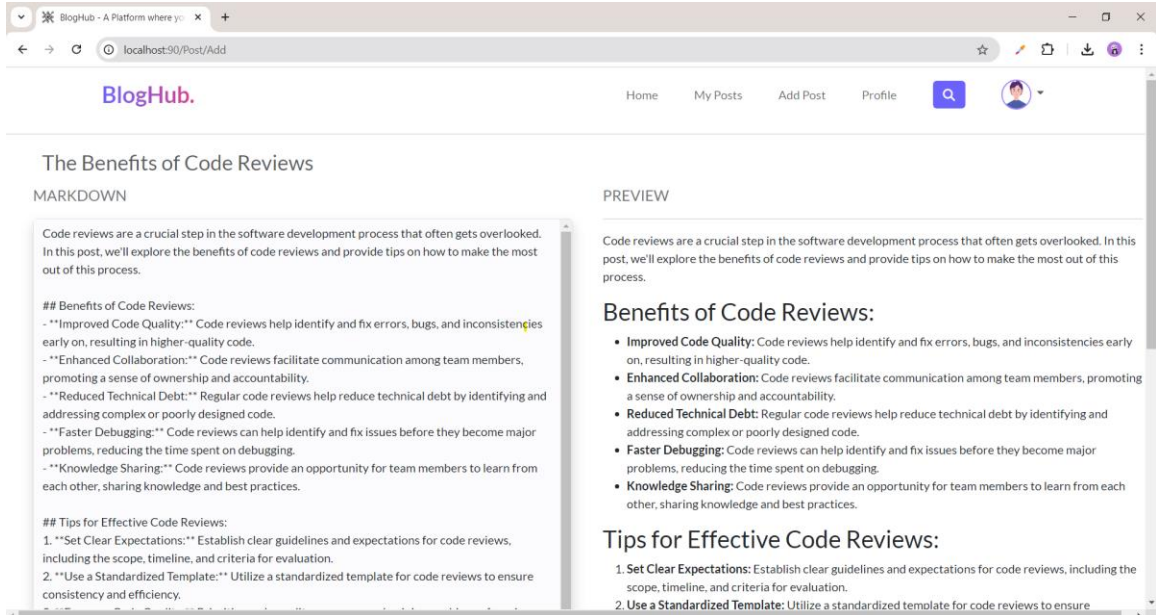 BlogHub - A Platform where yo
localhost:90/Post/Add
BlogHub.
Home
My Posts
Add Post
Profile
The Benefits of Code Reviews
MARKDOWN
Code reviews are a crucial step in the software development process that often gets overlooked.
In this post, we'll explore the benefits of code reviews and provide tips on how to make the most
out of this process.
## Benefits of Code Reviews:
- **Improved Code Quality:** Code reviews help identify and fix errors, bugs, and inconsistencies
early on, resulting in higher-quality code.
- **Enhanced Collaboration:** Code reviews facilitate communication among team members,
promoting a sense of ownership and accountability.
- **Reduced Technical Debt:** Regular code reviews help reduce technical debt by identifying and
addressing complex or poorly designed code.
- **Faster Debugging:** Code reviews can help identify and fix issues before they become major
problems, reducing the time spent on debugging.
- **Knowledge Sharing:** Code reviews provide an opportunity for team members to learn from
each other, sharing knowledge and best practices.
## Tips for Effective Code Reviews:
1. **Set Clear Expectations:** Establish clear guidelines and expectations for code reviews,
including the scope, timeline, and criteria for evaluation.
2. **Use a Standardized Template:** Utilize a standardized template for code reviews to ensure
consistency and efficiency.
PREVIEW
Code reviews are a crucial step in the software development process that often gets overlooked. In this
post, we'll explore the benefits of code reviews and provide tips on how to make the most out of this
process.
Benefits of Code Reviews:
• Improved Code Quality: Code reviews help identify and fix errors, bugs, and inconsistencies early
on, resulting in higher-quality code.
• Enhanced Collaboration: Code reviews facilitate communication among team members, promoting
a sense of ownership and accountability.
• Reduced Technical Debt: Regular code reviews help reduce technical debt by identifying and
addressing complex or poorly designed code.
• Faster Debugging: Code reviews can help identify and fix issues before they become major
problems, reducing the time spent on debugging.
• Knowledge Sharing: Code reviews provide an opportunity for team members to learn from each
other, sharing knowledge and best practices.
Tips for Effective Code Reviews:
1. Set Clear Expectations: Establish clear guidelines and expectations for code reviews, including the
scope, timeline, and criteria for evaluation.
2. Use a Standardized Template: Utilize a standardized template for code reviews to ensure